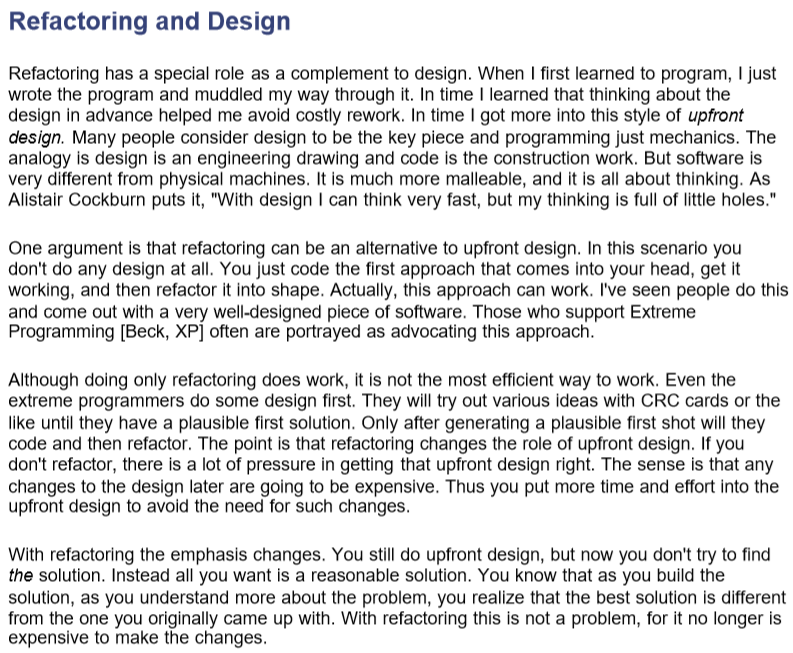 Refactoring and Design
Refactoring has a special role as a complement to design. When I first learned to program, I just
wrote the program and muddled my way through it. In time I learned that thinking about the
design in advance helped me avoid costly rework. In time I got more into this style of upfront
design. Many people consider design to be the key piece and programming just mechanics. The
analogy is design is an engineering drawing and code is the construction work. But software is
very different from physical machines. It is much more malleable, and it is all about thinking. As
Alistair Cockburn puts it, "With design I can think very fast, but my thinking is full of little holes."
One argument is that refactoring can be an alternative to upfront design. In this scenario you
don't do any design at all. You just code the first approach that comes into your head, get it
working, and then refactor it into shape. Actually, this approach can work. I've seen people do this
and come out with a very well-designed piece of software. Those who support Extreme
Programming [Beck, XP] often are portrayed as advocating this approach.
Although doing only refactoring does work, it is not the most efficient way to work. Even the
extreme programmers do some design first. They will try out various ideas with CRC cards or the
like until they have a plausible first solution. Only after generating a plausible first shot will they
code and then refactor. The point is that refactoring changes the role of upfront design. If you
don't refactor, there is a lot of pressure in getting that upfront design right. The sense is that any
changes to the design later are going to be expensive. Thus you put more time and effort into the
upfront design to avoid the need for such changes.
With refactoring the emphasis changes. You still do upfront design, but now you don't try to find
the solution. Instead all you want is a reasonable solution. You know that as you build the
solution, as you understand more about the problem, you realize that the best solution is different
from the one you originally came up with. With refactoring this is not a problem, for it no longer is
expensive to make the changes.